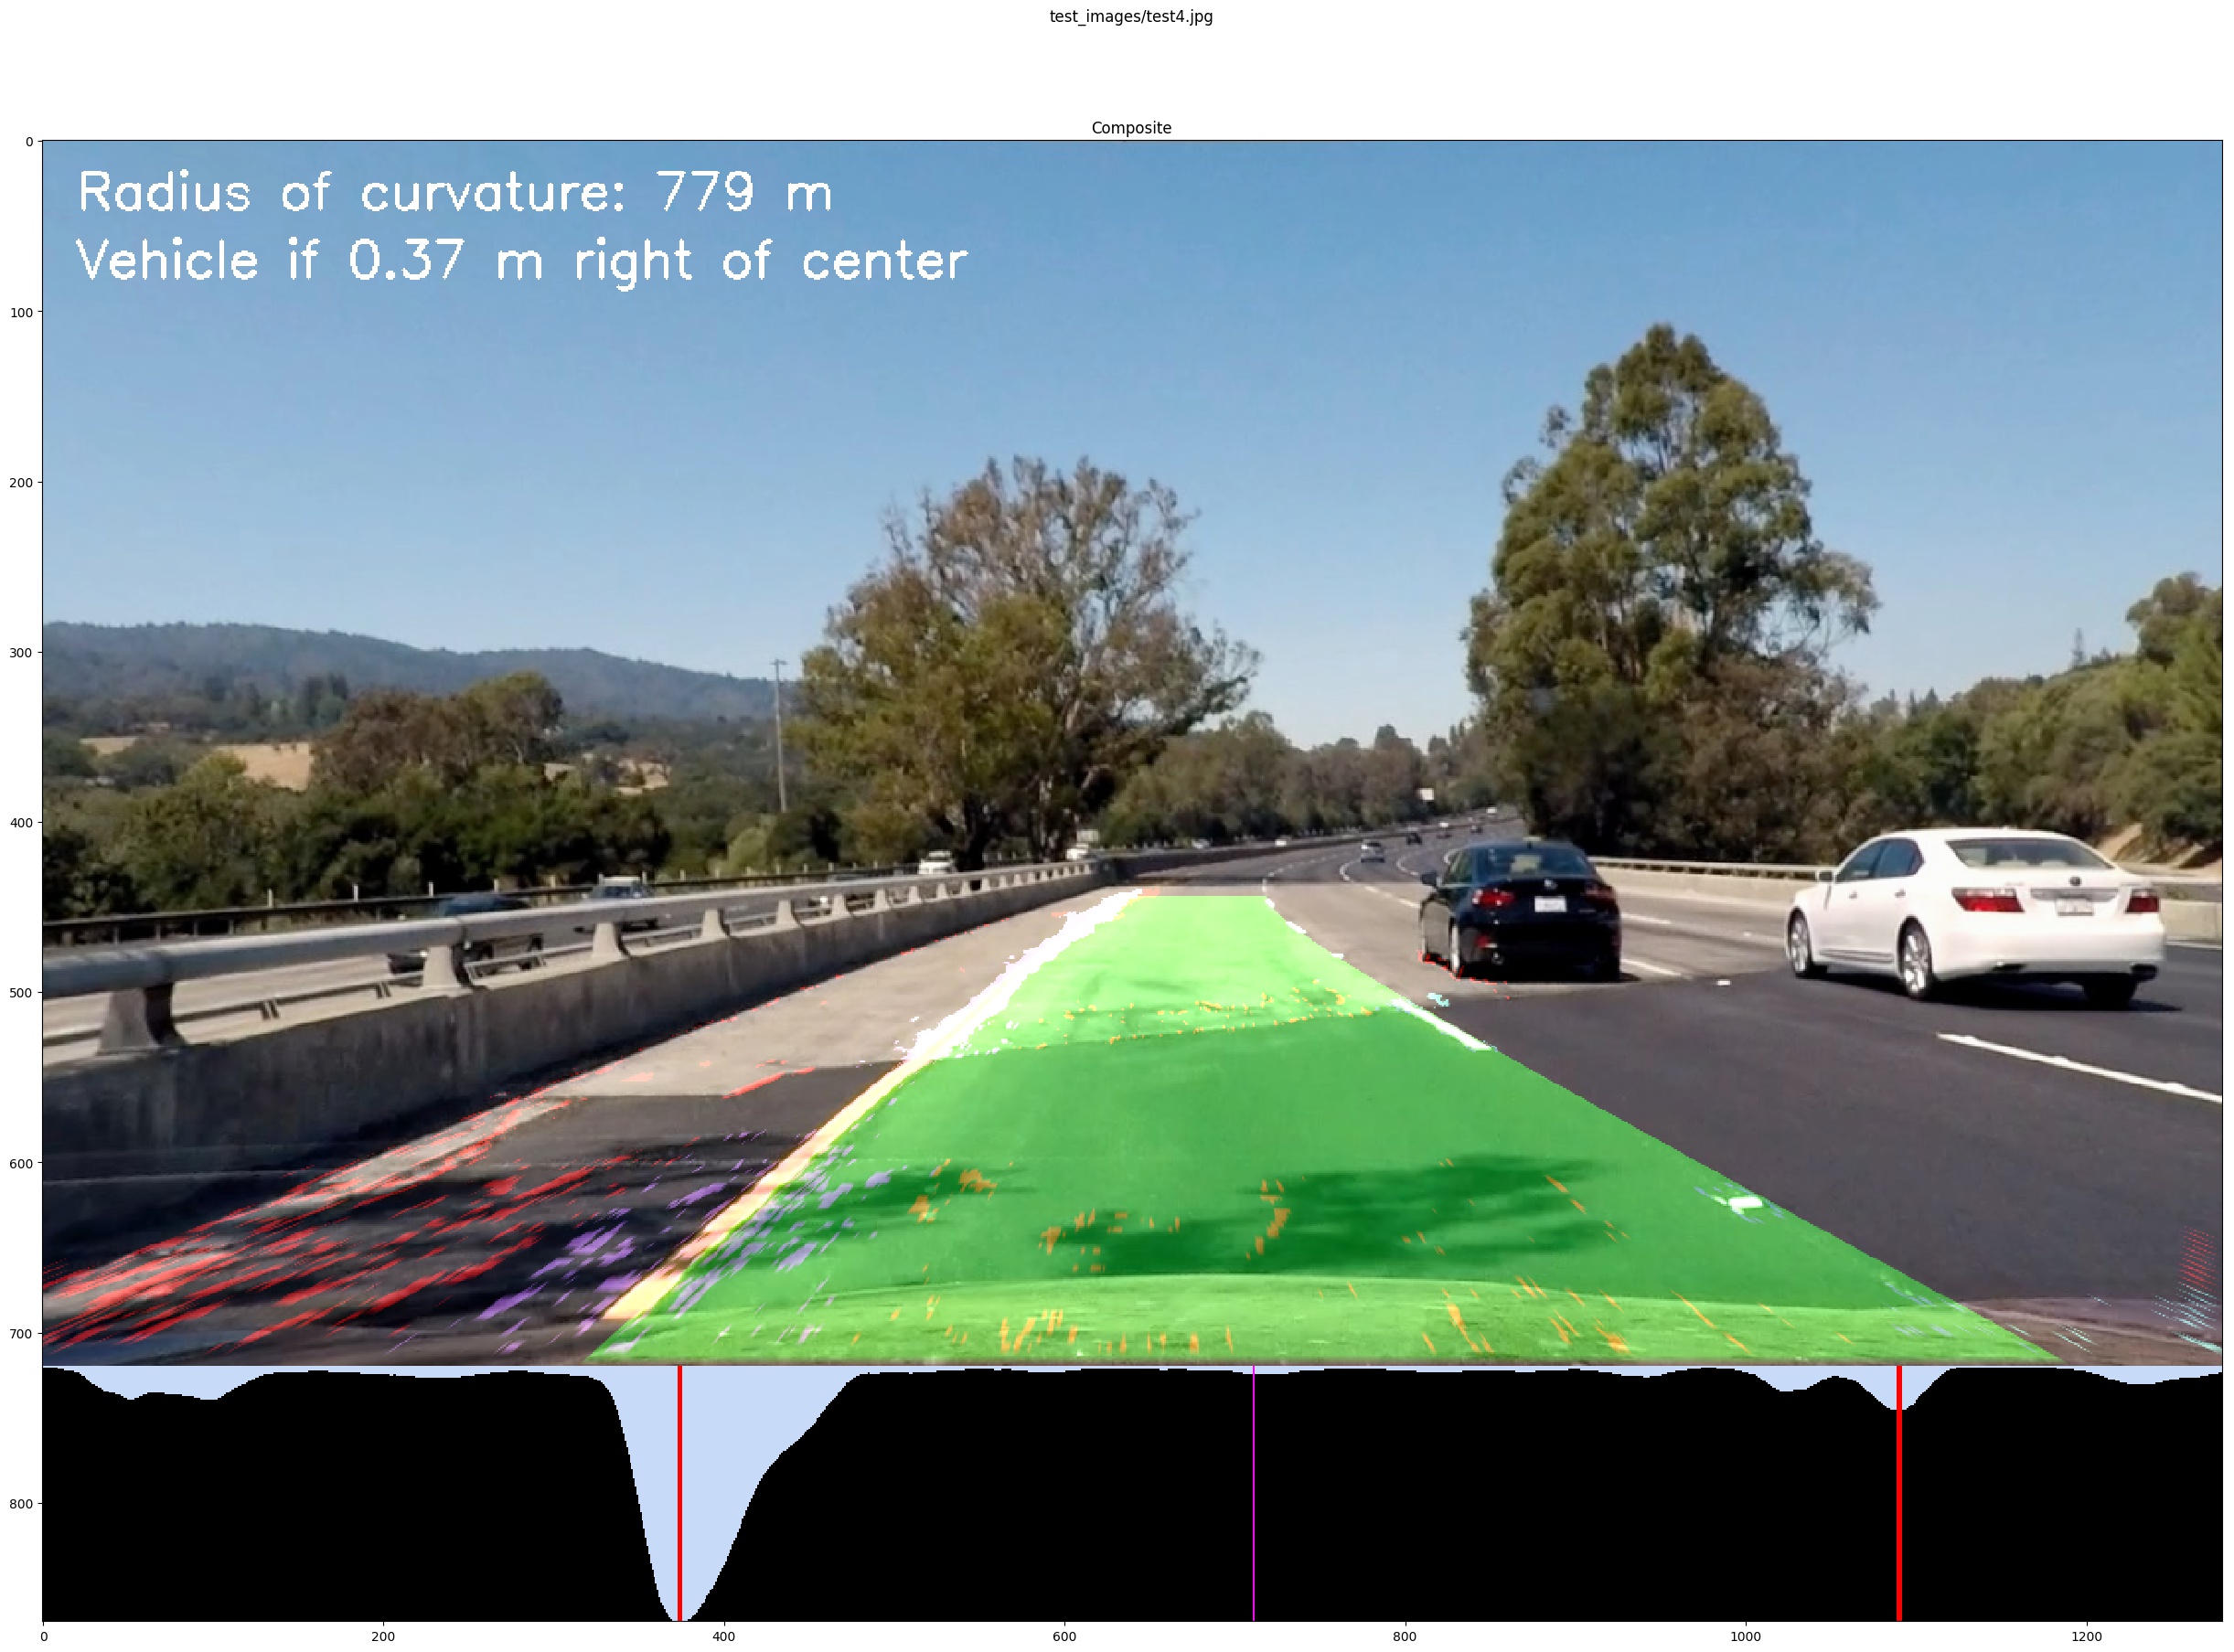 test_images/test4.jpg
Composite
Radius of curvature: 779 m
Vehicle if 0.37 m right of center
0
100
200
300
400
500
600
700
800
0 200 400 600 800 1000 1200